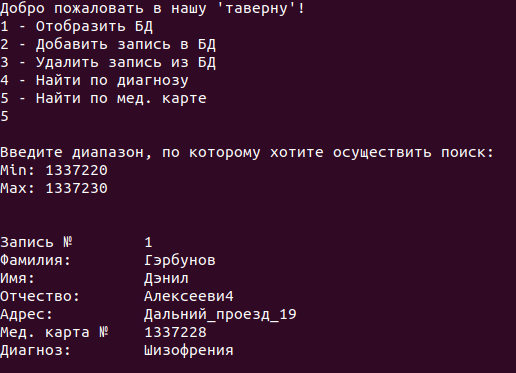 Добро пожаловать в нашу 'таверну'!
1 - Отобразить БД
2 - Добавить запись в БД
3 - Удалить запись из БД
4 - Найти по диагнозу
5 - Найти по мед. карте
5
Введите диапазон, по которому хотите осуществить поиск:
Min: 1337220
Max: 1337230
Запись № 1
Фамилия: Гэрбунов
Имя: Дэнил
Отчество: Алексееви4
Адрес: Дальний_проезд_19
Мед. карта № 1337228
Диагноз: Шизофрения